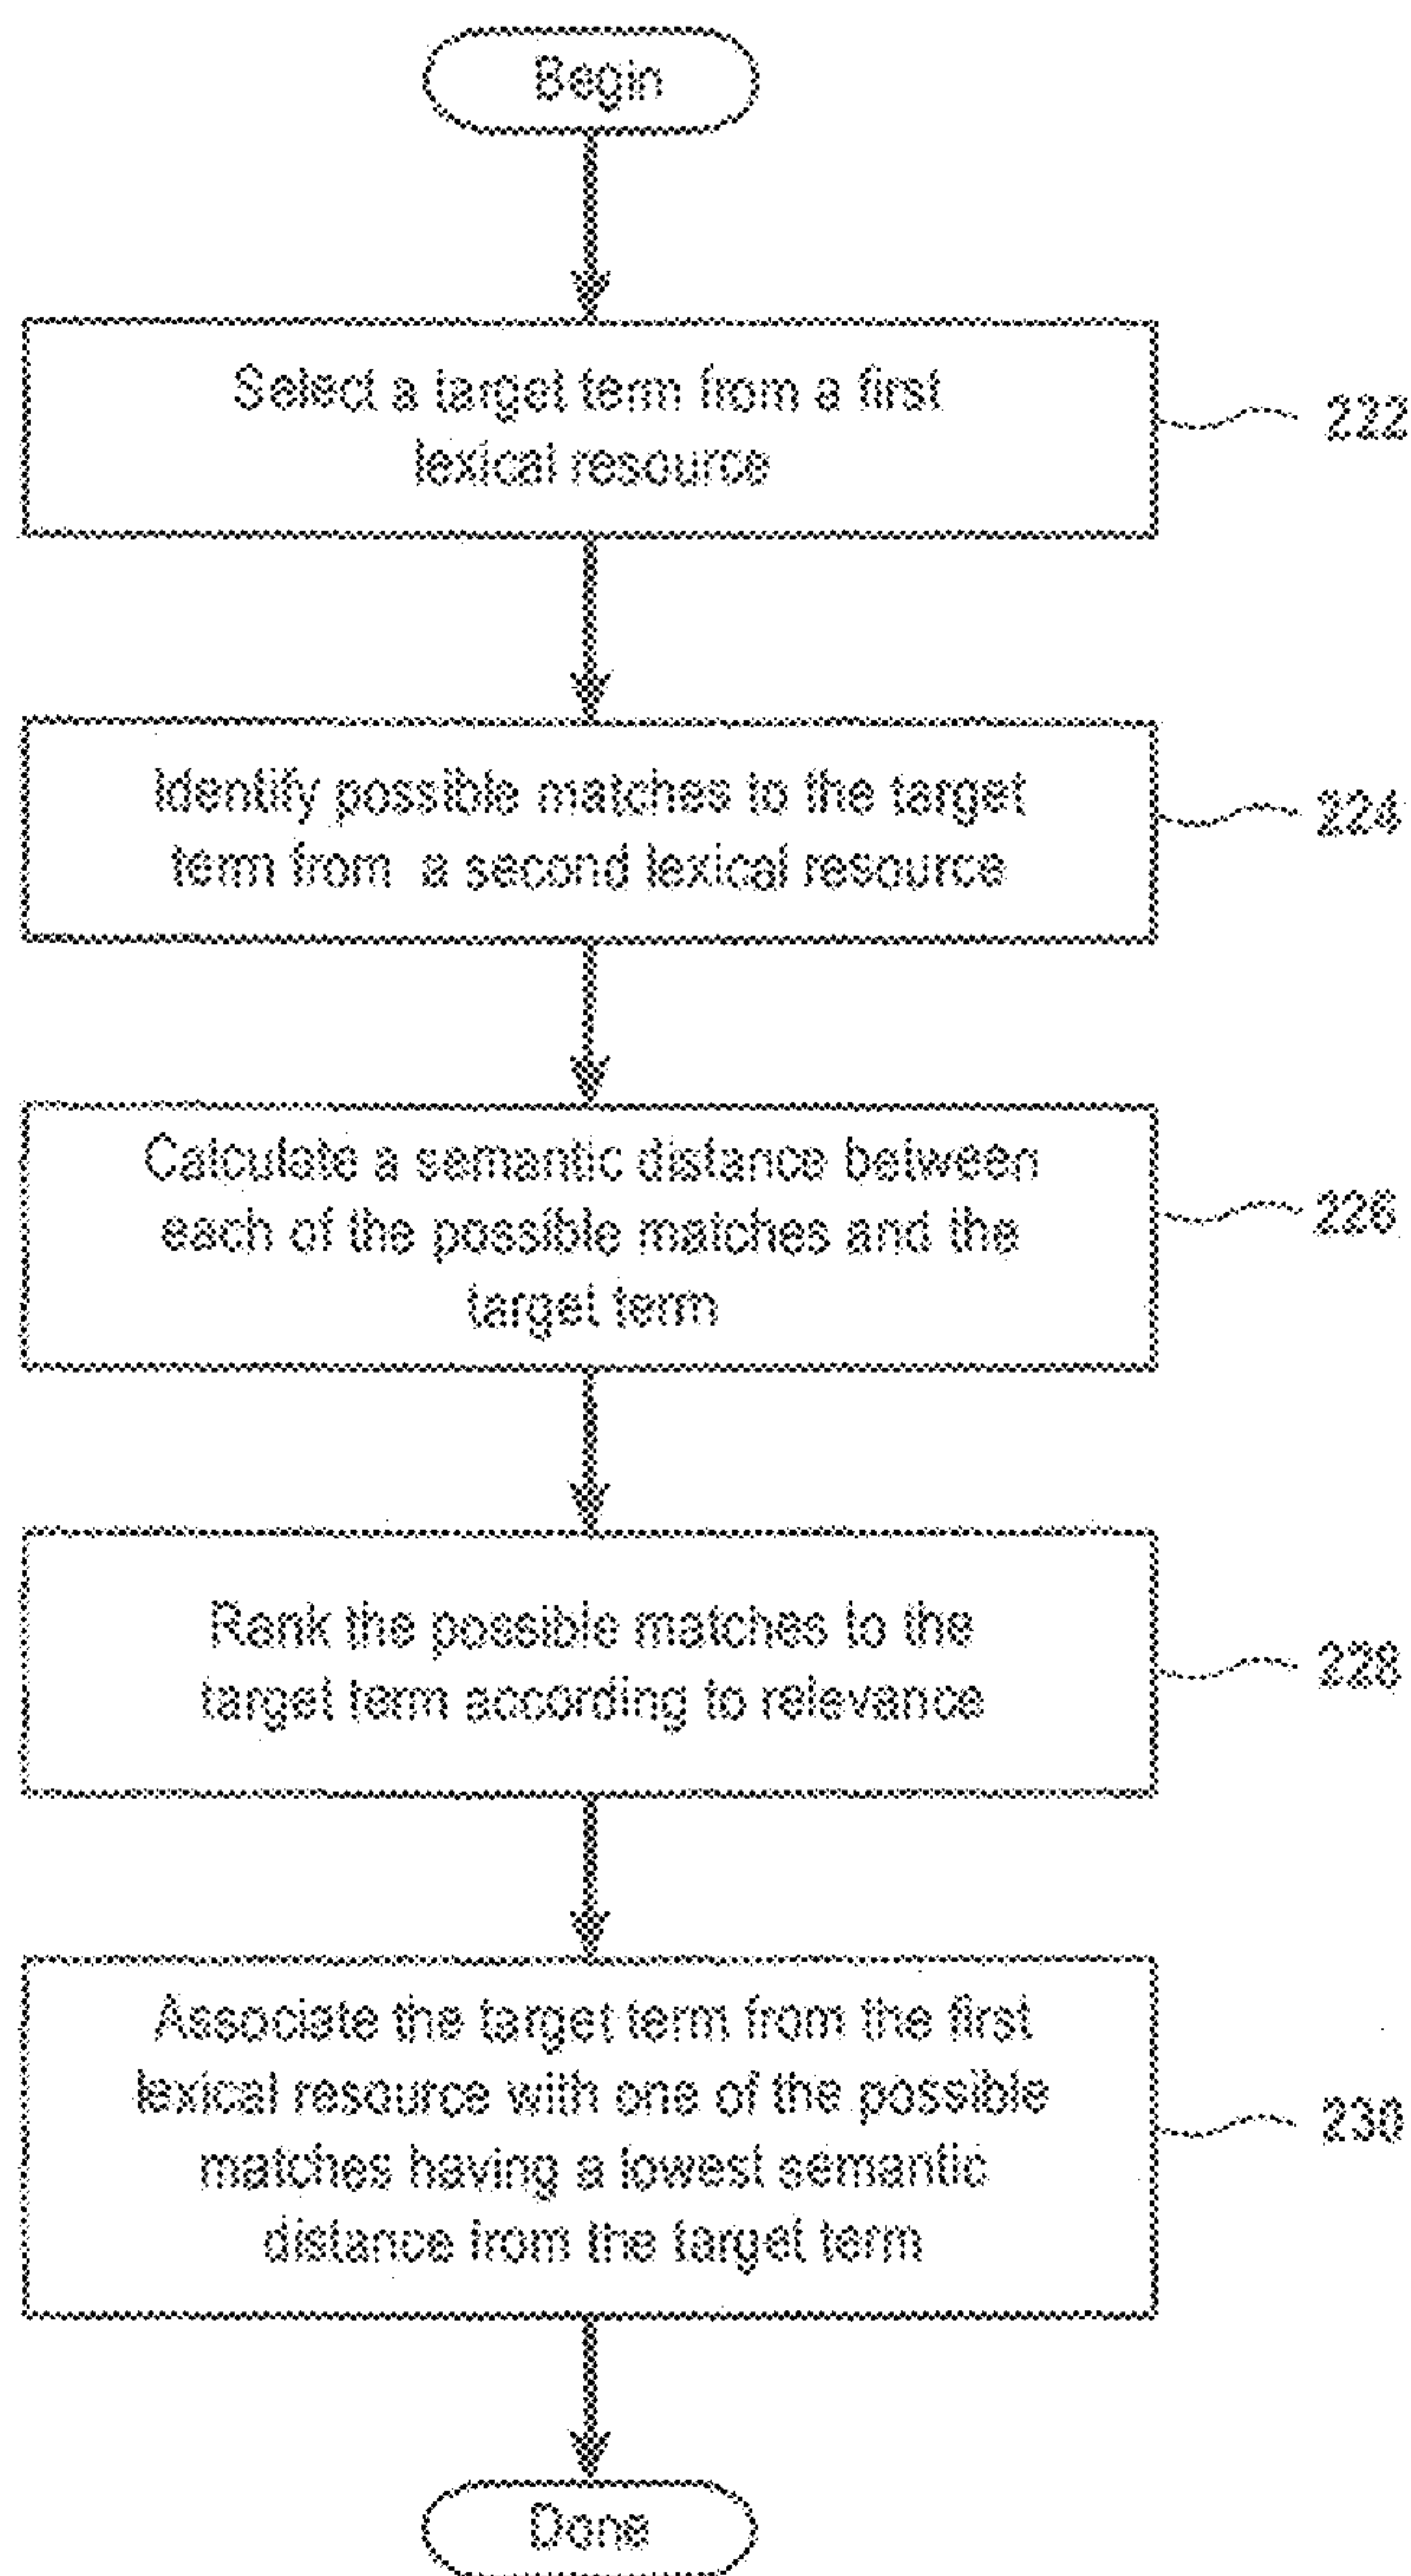 Begin
Select a target term from a first
lexical resource
222
Identify possible matches to the target
term from a second lexical resource
224
Calculate a semantic distance between
each of the possible matches and the
target term
226
Rank the possible matches to the
target term according to relevance
228
Associate the target term from the first
lexical resource with one of the possible
matches having a lowest semantic
distance from the target term
230
Done